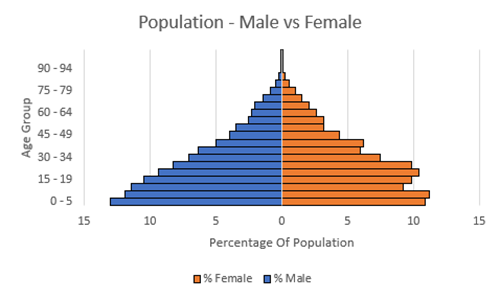 Population - Male vs Female
Age Group
90 - 94
75 - 79
60 - 64
45 - 49
30 - 34
15 - 19
0 - 5
15 10 5 0 5 10 15
Percentage Of Population
% Female % Male